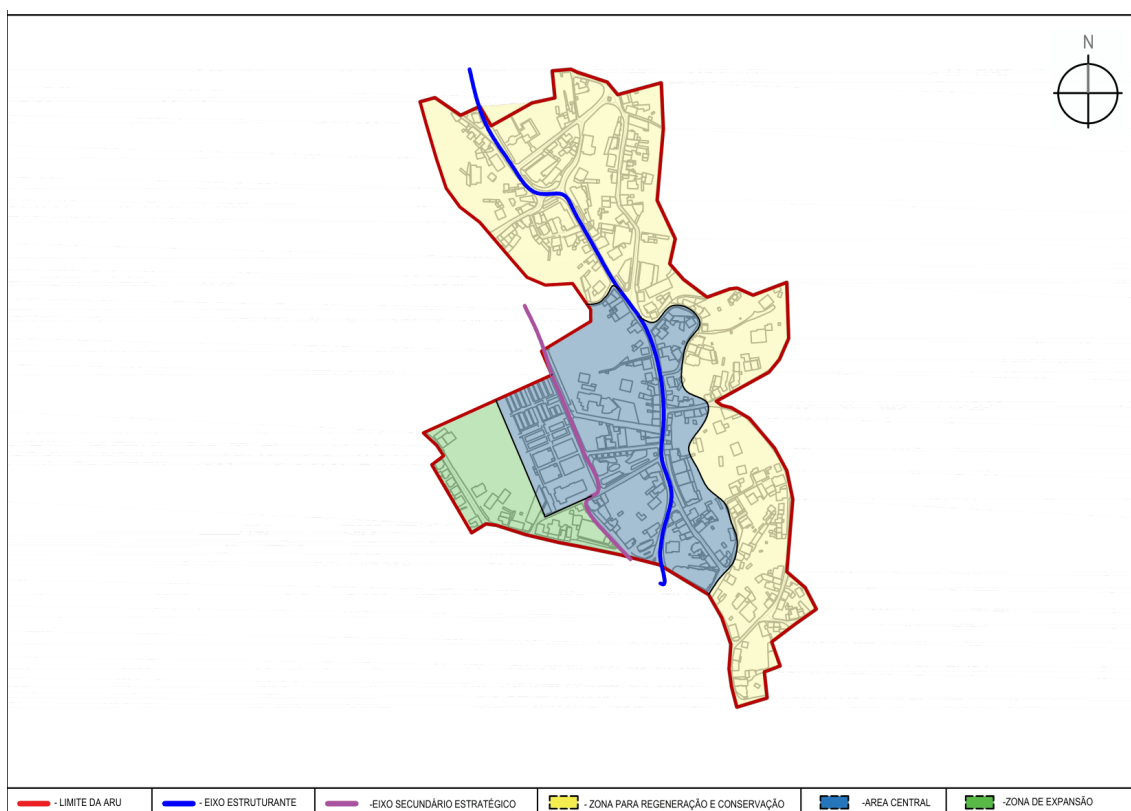 N
- LIMITE DA ARU
- EIXO ESTRUTURANTE
-EIXO SECUNDÁRIO ESTRATÉGICO
- ZONA PARA REGENERAÇÃO E CONSERVAÇÃO
-AREA CENTRAL
-ZONA DE EXPANSÃO